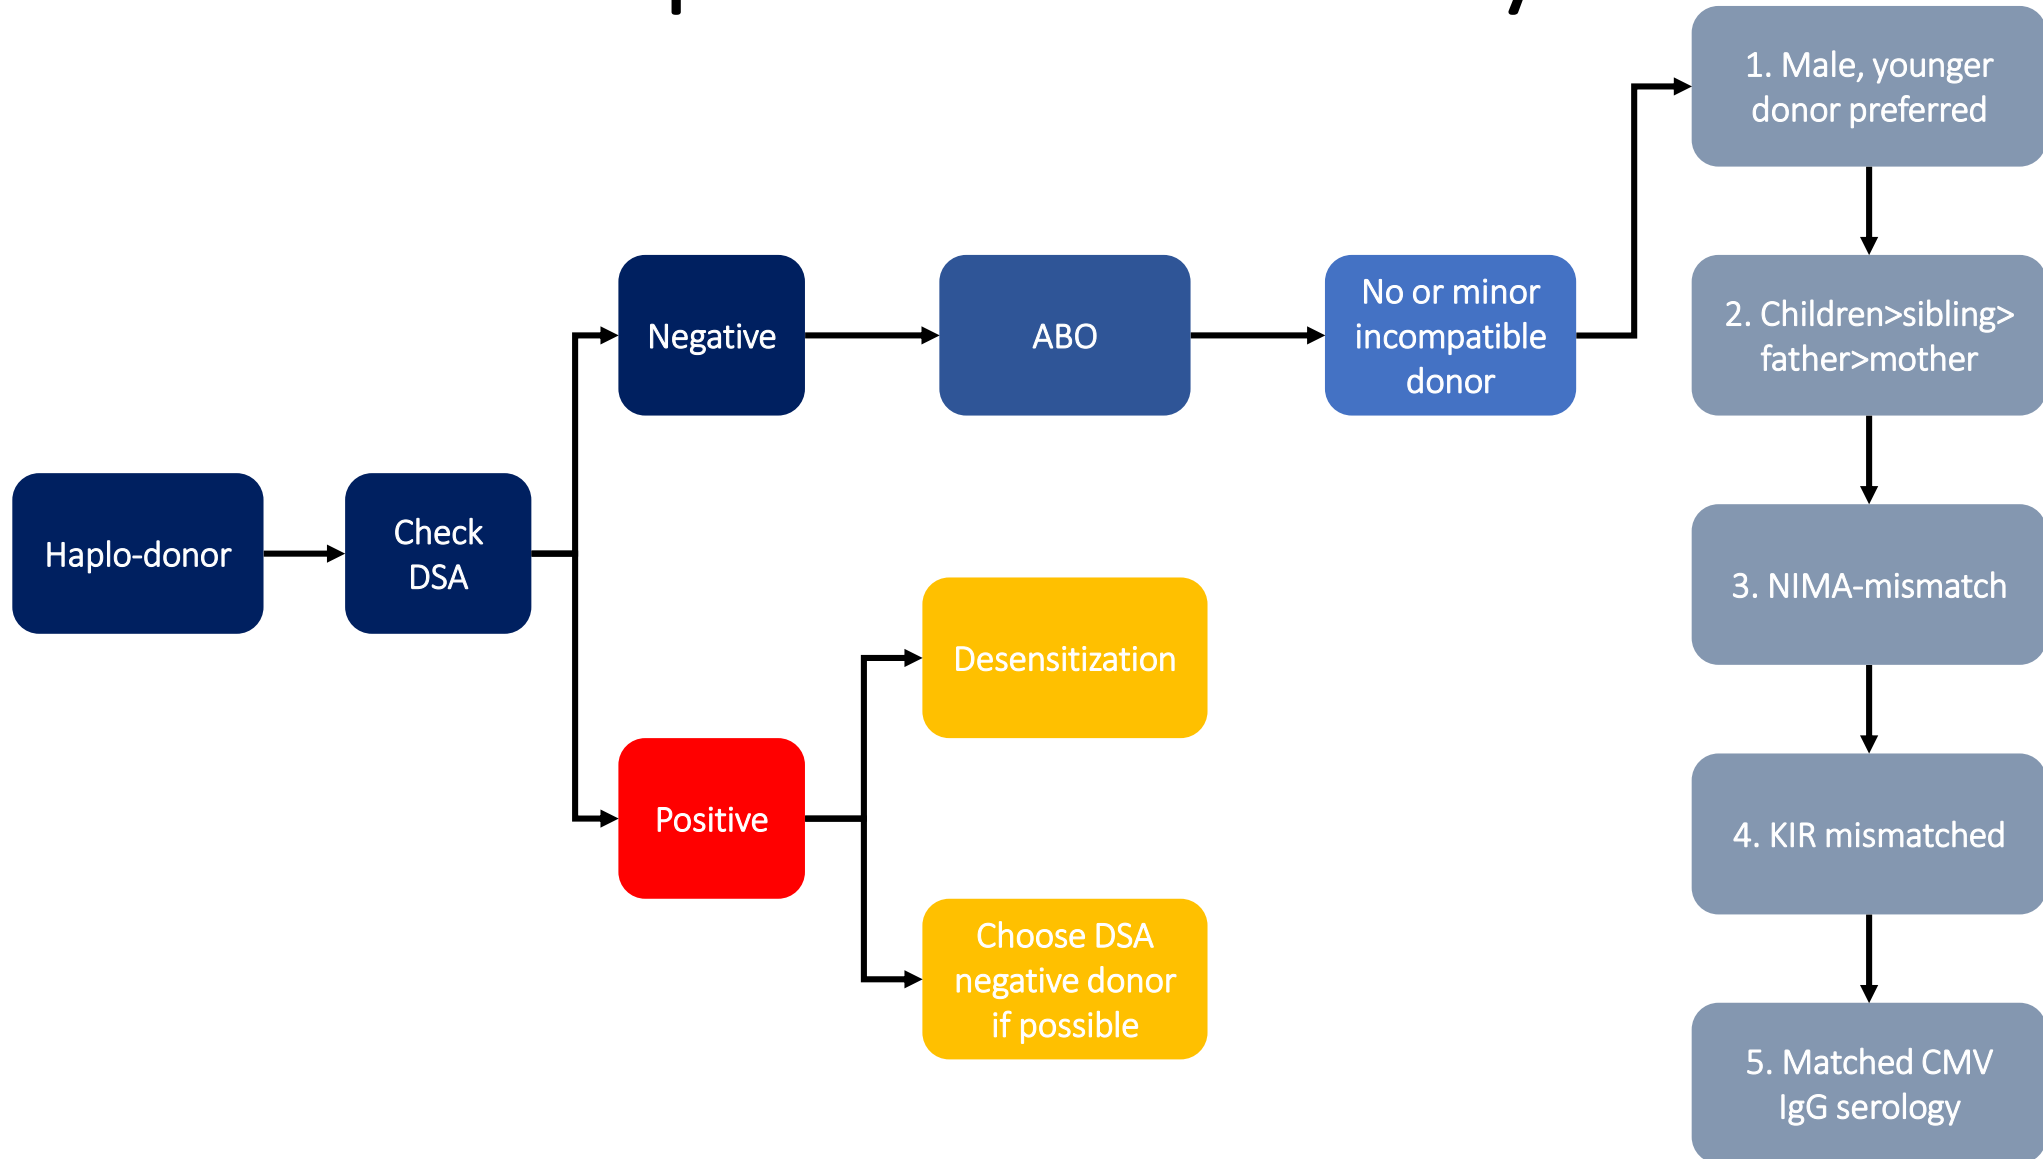 Haplo-donor
Check
DSA
Negative
ABO
No or minor
incompatible
donor
Positive
Desensitization
Choose DSA
negative donor
if possible
1. Male, younger
donor preferred
2. Children>sibling>
father>mother
3. NIMA-mismatch
4. KIR mismatched
5. Matched CMV
IgG serology